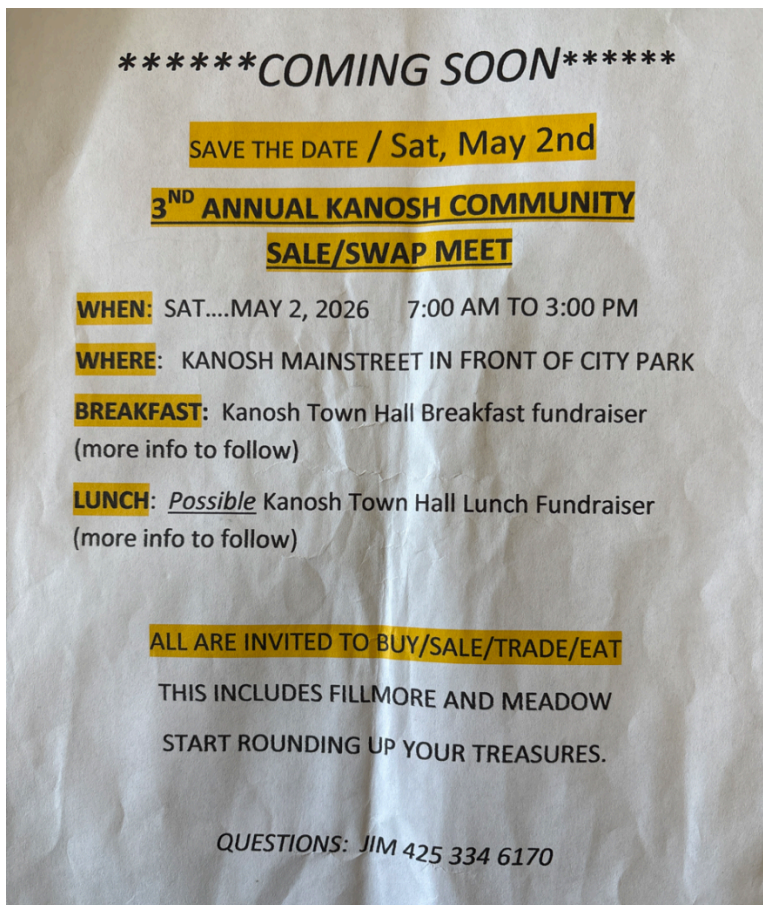 ******COMING SOON******
SAVE THE DATE / Sat, May 2nd
3ND ANNUAL KANOSH COMMUNITY
SALE/SWAP MEET
WHEN: SAT....MAY 2, 2026 7:00 AM TO 3:00 PM
WHERE: KANOSH MAINSTREET IN FRONT OF CITY PARK
BREAKFAST: Kanosh Town Hall Breakfast fundraiser
(more info to follow)
LUNCH: Possible Kanosh Town Hall Lunch Fundraiser
(more info to follow)
ALL ARE INVITED TO BUY/SALE/TRADE/EAT
THIS INCLUDES FILLMORE AND MEADOW
START ROUNDING UP YOUR TREASURES.
QUESTIONS: JIM 425 334 6170